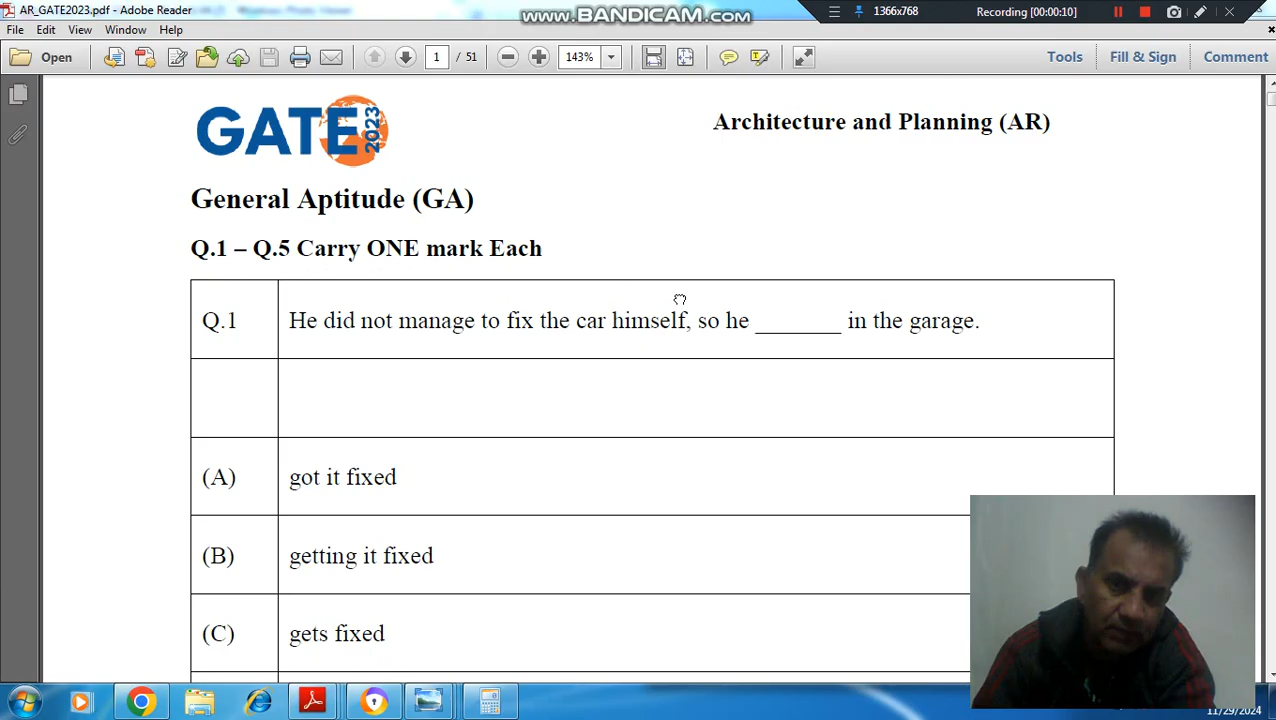 AR_GATE2023.pdf - Adobe Reader
www.BANDICAM.com
1366x768
Recording [00:00:10]
File Edit View Window Help
Open
1 / 51
143%
Tools
Fill & Sign
Comment
GATE 2023
Architecture and Planning (AR)
General Aptitude (GA)
Q.1 – Q.5 Carry ONE mark Each
Q.1 He did not manage to fix the car himself, so he ________ in the garage.
(A) got it fixed
(B) getting it fixed
(C) gets fixed
11/29/2024